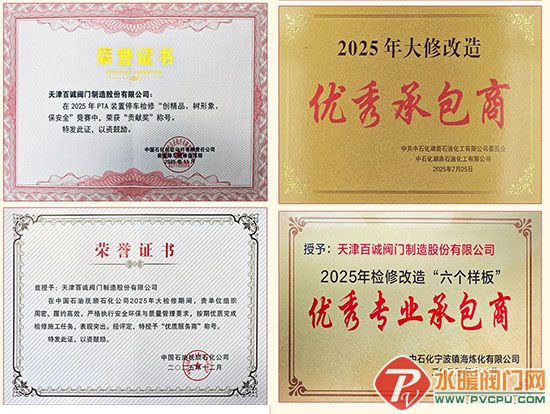 荣誉证书
天津百诚阀门制造股份有限公司：
在2025年PTA装置停车检修“创精品、树形象、
保安全”竞赛中，荣获“贡献奖”称号。
特发此证，以资鼓励。
2025年大修改造
优秀承包商
中共中石化湖南石油化工有限公司委员会
中石化湖南石油化工有限公司
2025年7月25日
荣誉证书
兹授予：天津百诚阀门制造股份有限公司
在中国石油抚顺石化公司2025年大检修期间，贵单位组织
周密、履约高效，严格执行安全环保与质量管理要求，按期优质完成
检修施工任务，表现突出。经评定，特授予“优质服务商”称号。
特发此证，以资鼓励。
中国石油抚顺石化公司
二〇二五年十二月
授予：天津百诚阀门制造股份有限公司
2025年检修改造“六个样板”
优秀专业承包商
中石化宁波镇海炼化有限公司
水暖阀门网
WWW.PVCPU.COM